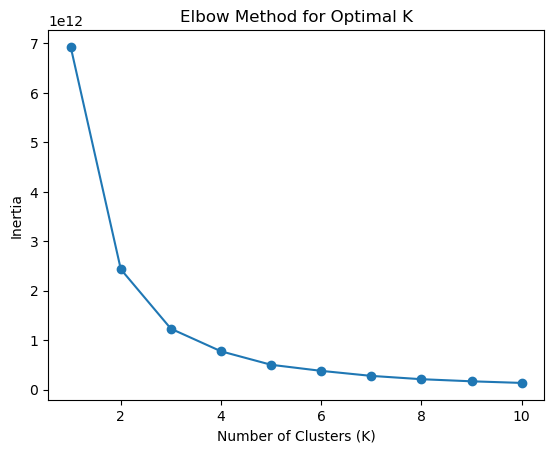 Elbow Method for Optimal K
1e12
7
6
5
4
3
2
1
0
Inertia
2 4 6 8 10
Number of Clusters (K)